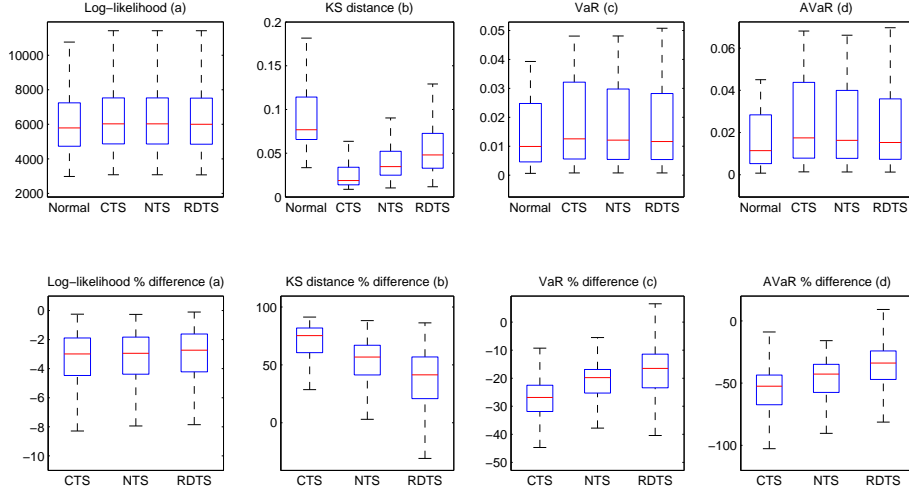 Log−likelihood (a)
KS distance (b)
VaR (c)
AVaR (d)
10000
8000
6000
4000
2000
Normal CTS NTS RDTS
0.2
0.15
0.1
0.05
0
Normal CTS NTS RDTS
0.05
0.04
0.03
0.02
0.01
0
Normal CTS NTS RDTS
0.06
0.04
0.02
0
Normal CTS NTS RDTS
Log−likelihood % difference (a)
KS distance % difference (b)
VaR % difference (c)
AVaR % difference (d)
0
−2
−4
−6
−8
−10
CTS NTS RDTS
100
50
0
CTS NTS RDTS
0
−10
−20
−30
−40
−50
CTS NTS RDTS
0
−50
−100
CTS NTS RDTS